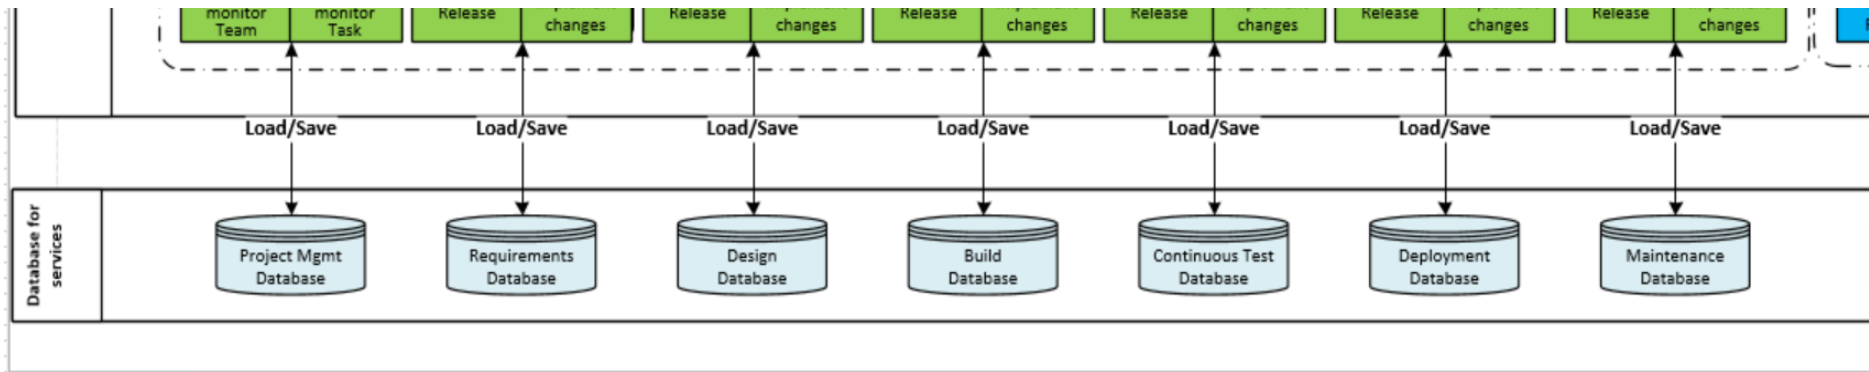 monitor
Team
monitor
Task
Release
changes
Release
changes
Release
changes
Release
changes
Release
changes
Release
changes
Load/Save
Load/Save
Load/Save
Load/Save
Load/Save
Load/Save
Load/Save
Database for
services
Project Mgmt
Database
Requirements
Database
Design
Database
Build
Database
Continuous Test
Database
Deployment
Database
Maintenance
Database